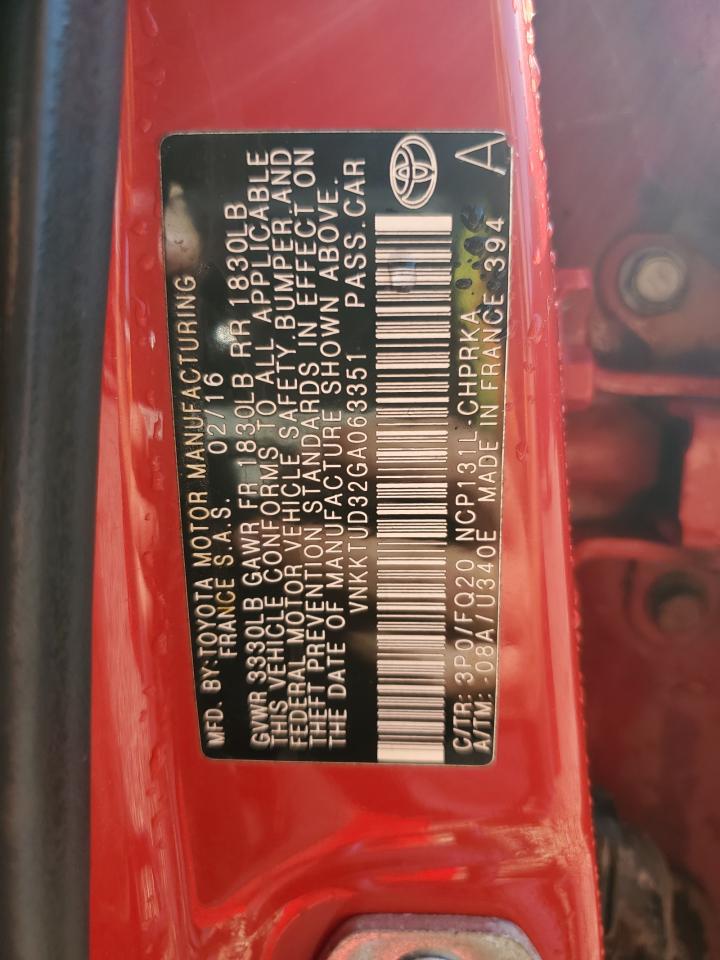 MFD. BY: TOYOTA MOTOR MANUFACTURING
FRANCE S.A.S. 02/16
GVWR 3330LB GAWR FR 1830LB RR 1830LB
THIS VEHICLE CONFORMS TO ALL APPLICABLE
FEDERAL MOTOR VEHICLE SAFETY, BUMPER, AND
THEFT PREVENTION STANDARDS IN EFFECT ON
THE DATE OF MANUFACTURE SHOWN ABOVE.
VNKKTUD32GA063351 PASS.CAR
C/TR: 3P0/FQ20 NCP131L-CHPRKA A
A/TM: -08A/U340E MADE IN FRANCE 394